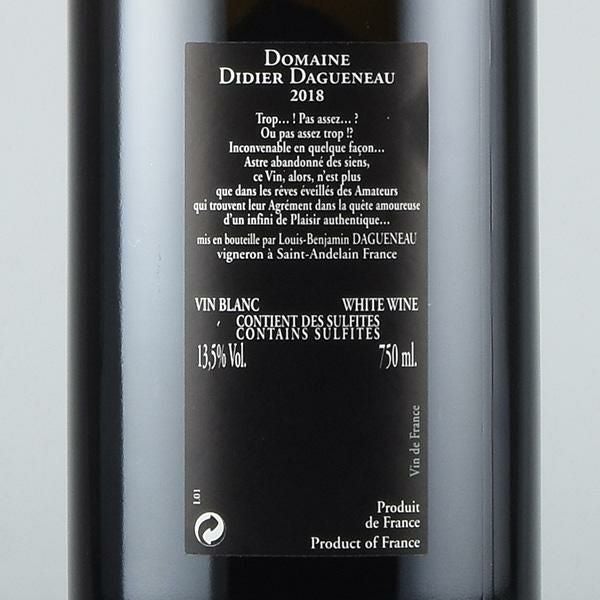 DOMAINE
DIDIER DAGUENEAU
2018
Trop... ! Pas assez... ?
Ou pas assez trop !?
Inconvenable en quelque façon...
Astre abandonné des siens,
ce Vin, alors, n'est plus
que dans les rêves éveillés des Amateurs
qui trouvent leur Agrément dans la quête amoureuse
d'un infini de Plaisir authentique...
mis en bouteille par Louis-Benjamin DAGUENEAU
vigneron à Saint-Andelain France
VIN BLANC WHITE WINE
CONTIENT DES SULFITES
CONTAINS SULFITES
13,5% Vol. 750 ml.
Vin de France
L01
Produit
de France
Product of France